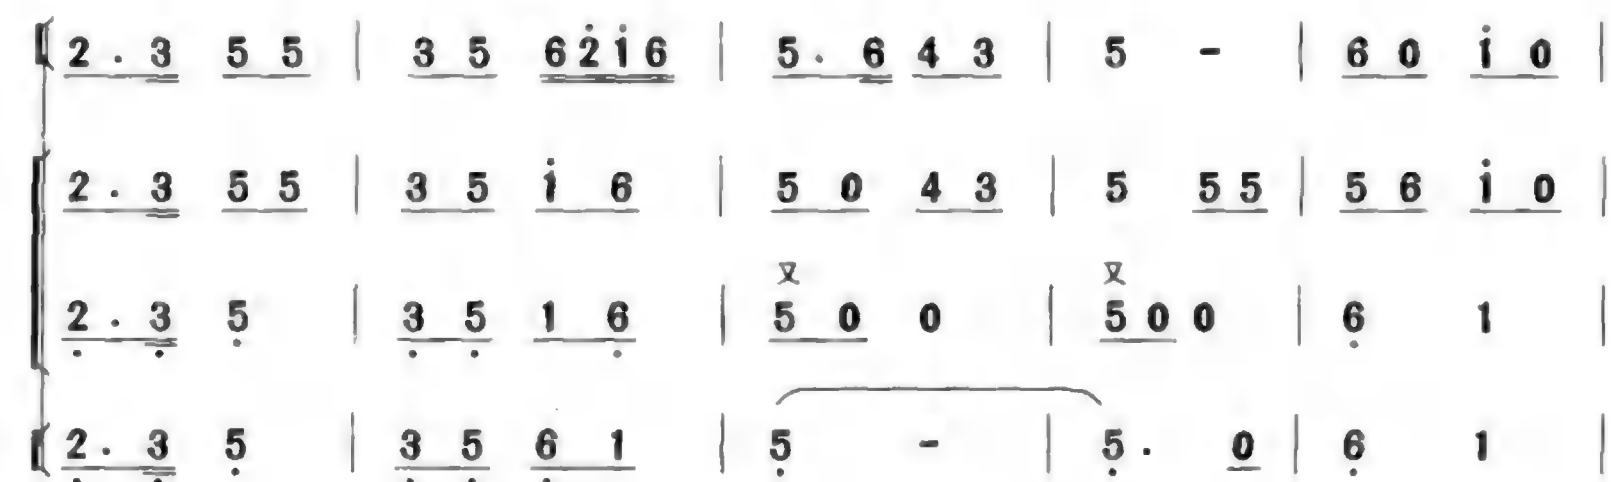 2 . 3 5 5 | 3 5 6 2̇ 1̇ 6 | 5 . 6 4 3 | 5 - | 6 0 1̇ 0 |
2 . 3 5 5 | 3 5 1̇ 6 | 5 0 4 3 | 5 5 5 | 5 6 1̇ 0 |
又 又
2̣ . 3̣ 5̣ | 3̣ 5̣ 1 6̣ | 5 0 0 | 5 0 0 | 6̣ 1 |
2̣ . 3̣ 5̣ | 3̣ 5̣ 6̣ 1 | 5̣ - | 5̣ . 0 | 6̣ 1 |